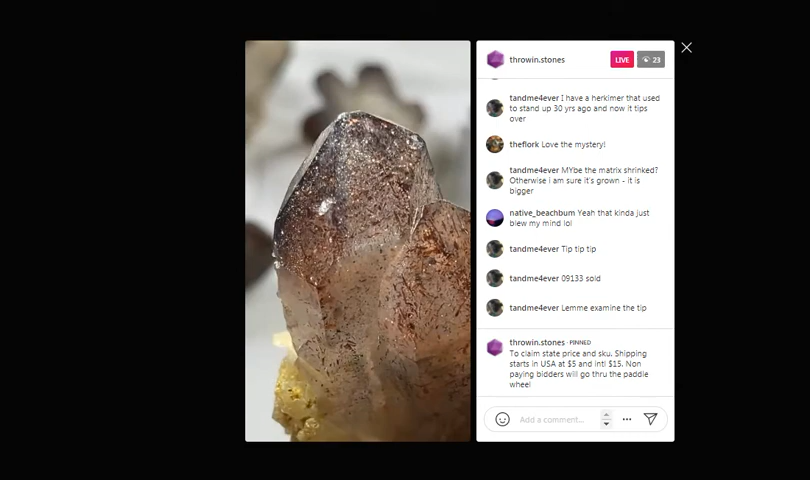 throwin.stones
LIVE
23
tandme4ever I have a herkimer that used
to stand up 30 yrs ago and now it tips
over
theflork Love the mystery!
tandme4ever MYbe the matrix shrinked?
Otherwise i am sure it's grown - it is
bigger
native_beachbum Yeah that kinda just
blew my mind lol
tandme4ever Tip tip tip
tandme4ever 09133 sold
tandme4ever Lemme examine the tip
throwin.stones · PINNED
To claim state price and sku. Shipping
starts in USA at $5 and intl $15. Non
paying bidders will go thru the paddle
wheel
Add a comment...